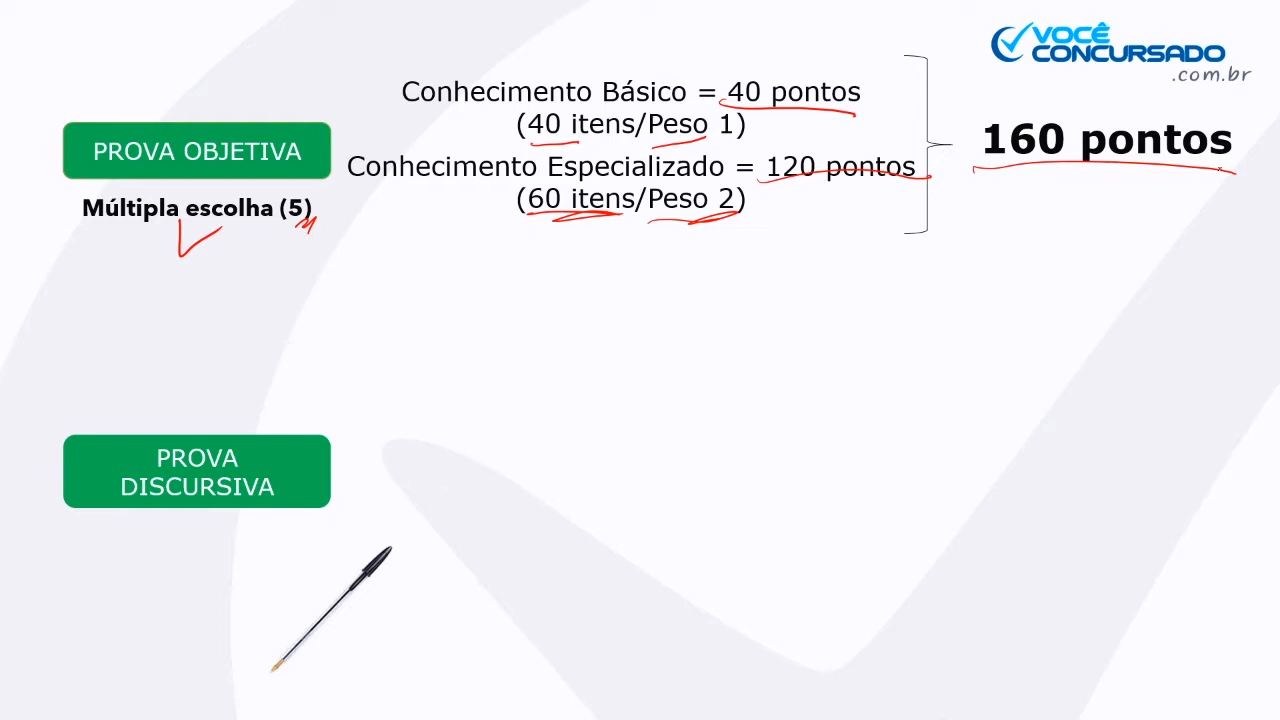 VOCÊ
CONCURSADO
.com.br
Conhecimento Básico = 40 pontos
(40 itens/Peso 1)
160 pontos
PROVA OBJETIVA
Conhecimento Especializado = 120 pontos
(60 itens/Peso 2)
Múltipla escolha (5)
PROVA
DISCURSIVA